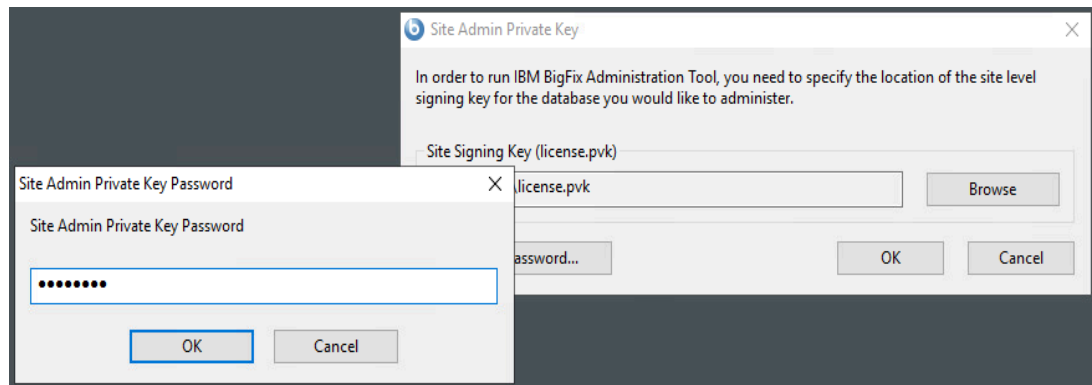 Site Admin Private Key
In order to run IBM BigFix Administration Tool, you need to specify the location of the site level
signing key for the database you would like to administer.
Site Signing Key (license.pvk)
\license.pvk
Browse
OK
Cancel
Site Admin Private Key Password
Site Admin Private Key Password
••••••••
OK
Cancel